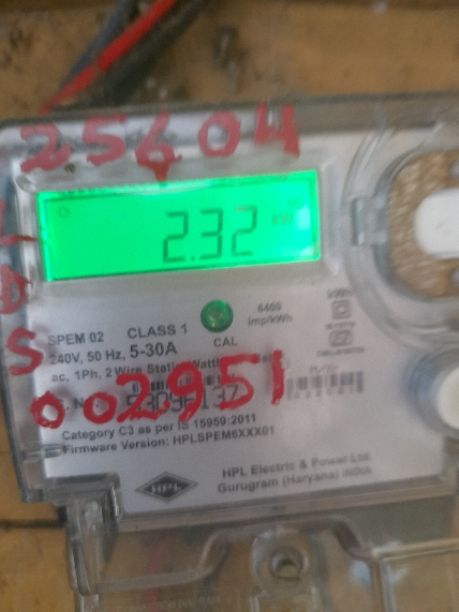 25604
2.32 kW
L
D
S
6400
imp/kWh
SPEM 02 CLASS 1
CAL
240V, 50 Hz, 5-30A
ac, 1Ph, 2 Wire Static
002951
Category C3 as per IS 15959:2011
Firmware Version: HPLSPEM6XXX01
HPL
HPL Electric & Power Ltd.
Gurugram (Haryana) INDIA